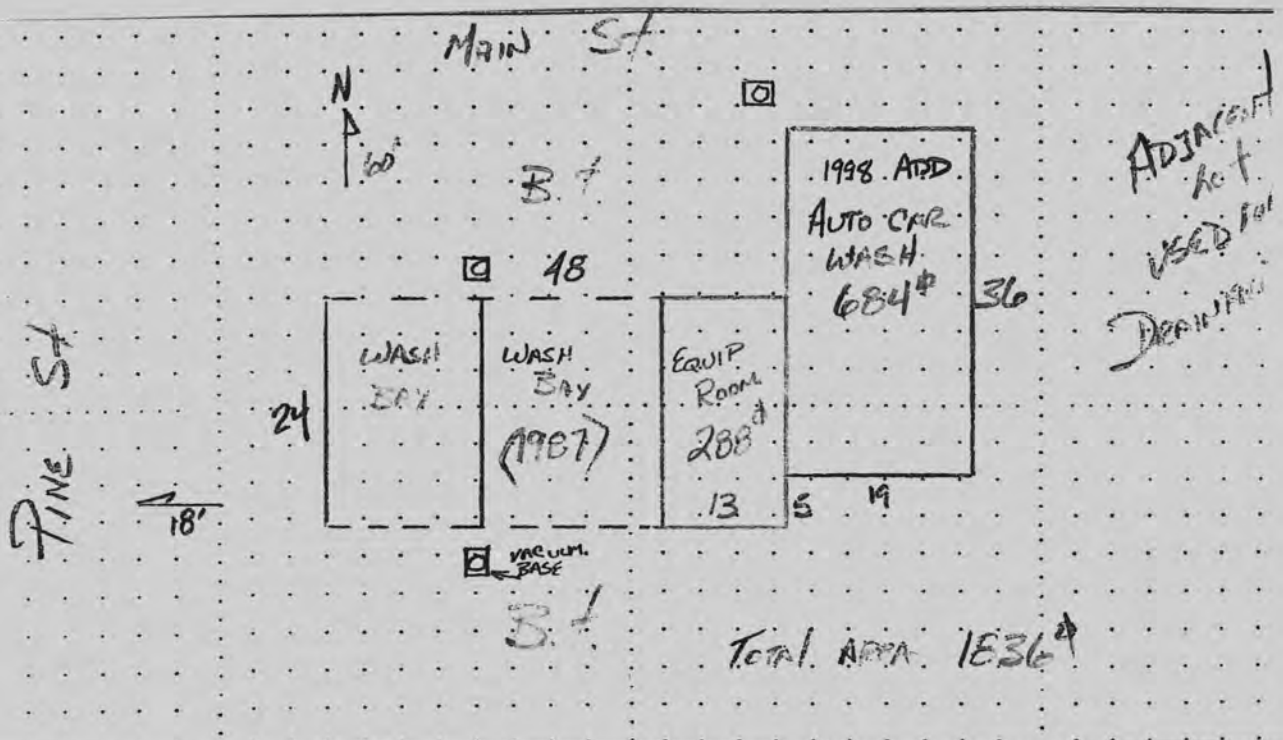 MAIN St.
N
60'
B.t
1998 ADD
AUTO CAR
WASH
684#
36
ADJACENT
Lot
USED for
DRAINING
48
WASH
BAY
WASH
BAY
(1987)
EQUIP
ROOM
288#
13
24
PINE St
18'
5
19
VACUUM.
BASE
B.t
TOTAL AREA 1836#